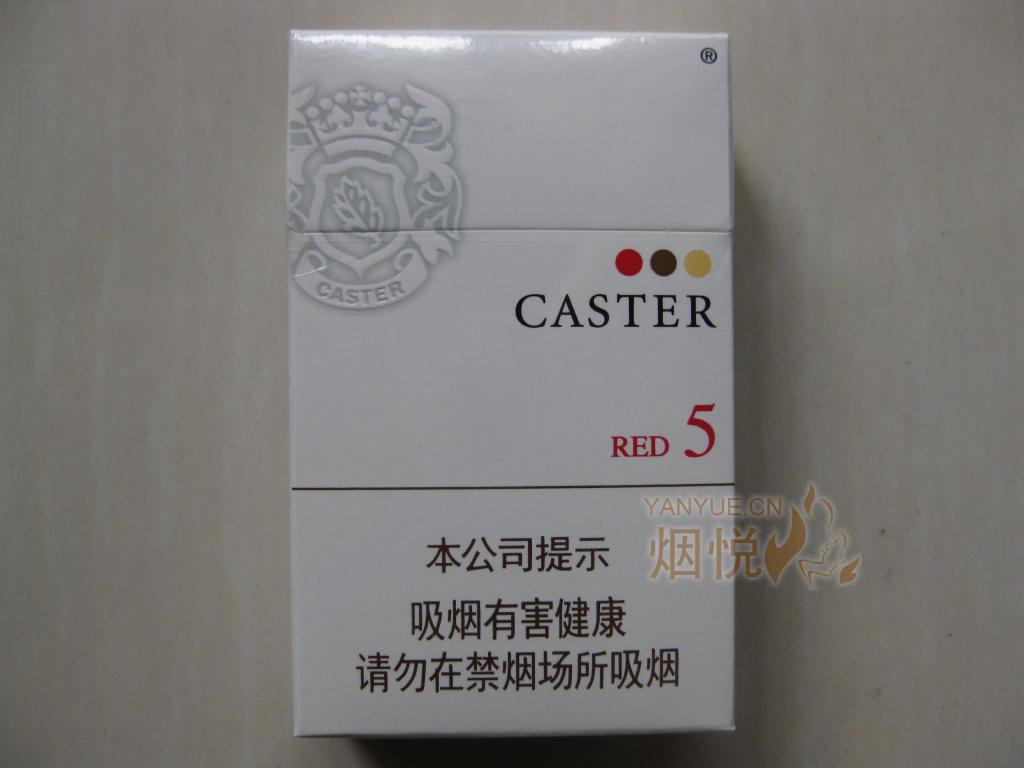 ®
CASTER
CASTER
RED 5
YANYUE.CN
烟悦
本公司提示
吸烟有害健康
请勿在禁烟场所吸烟